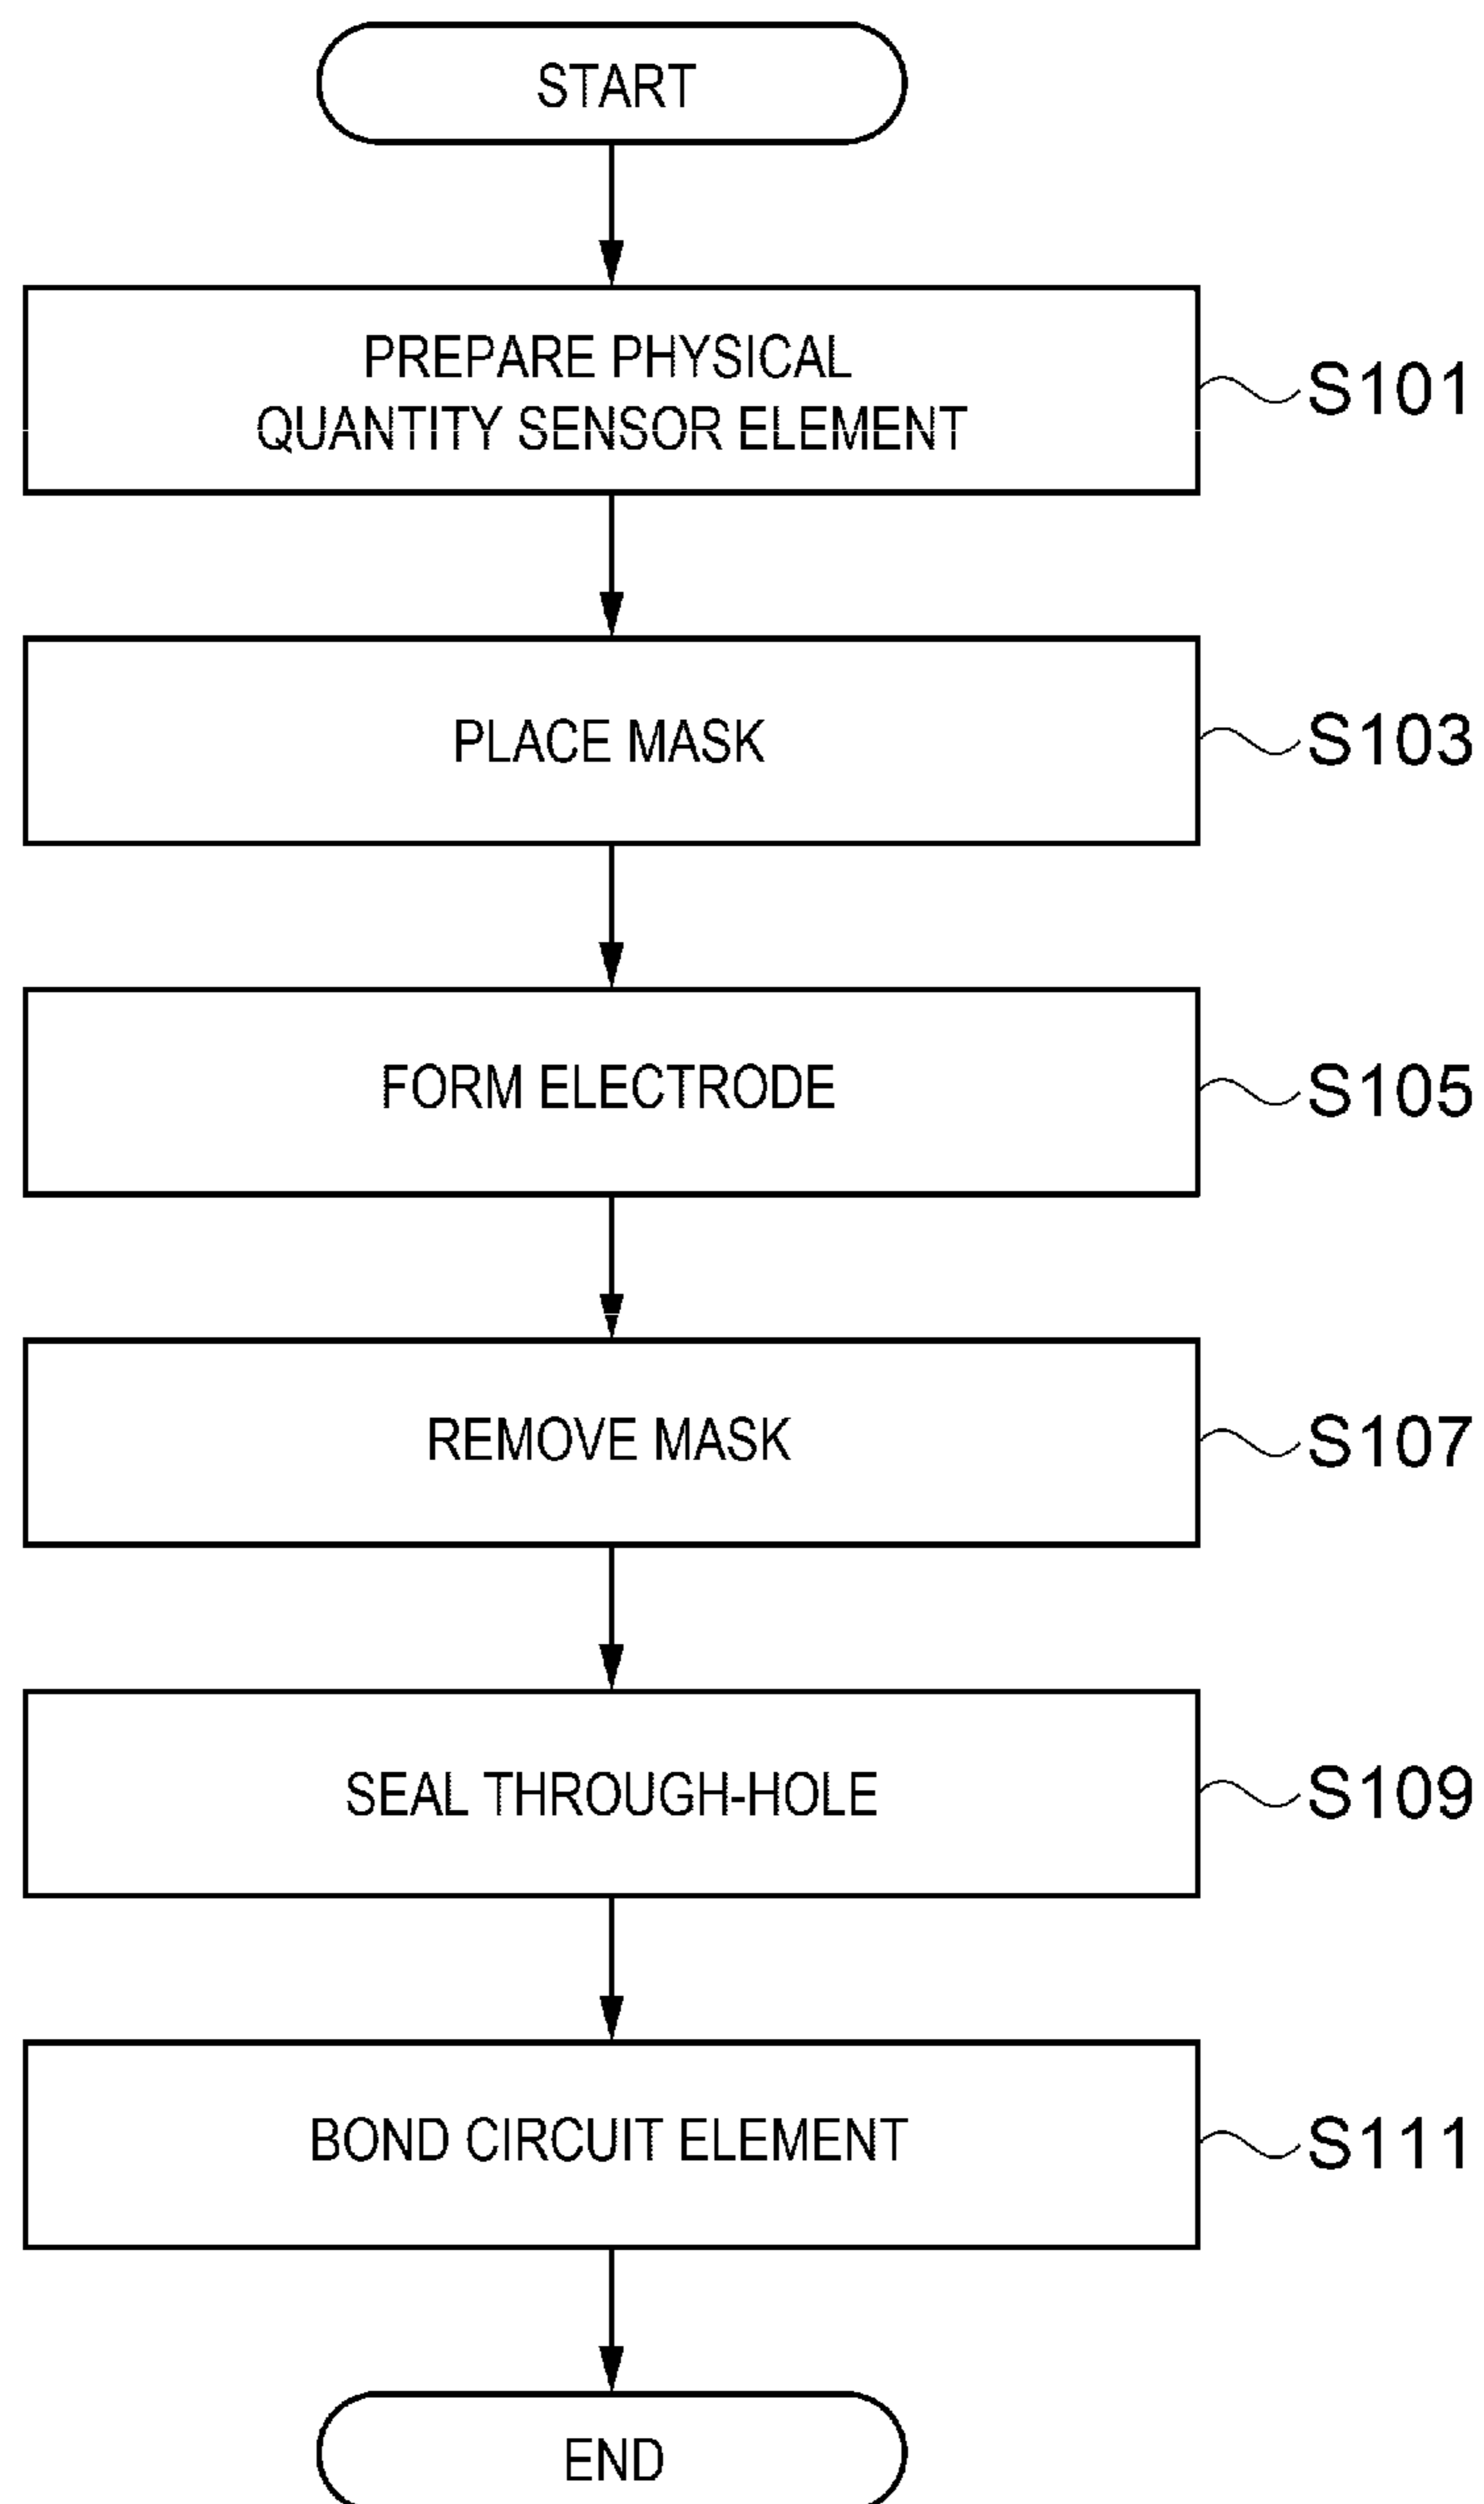 START
PREPARE PHYSICAL
QUANTITY SENSOR ELEMENT
S101
PLACE MASK
S103
FORM ELECTRODE
S105
REMOVE MASK
S107
SEAL THROUGH-HOLE
S109
BOND CIRCUIT ELEMENT
S111
END